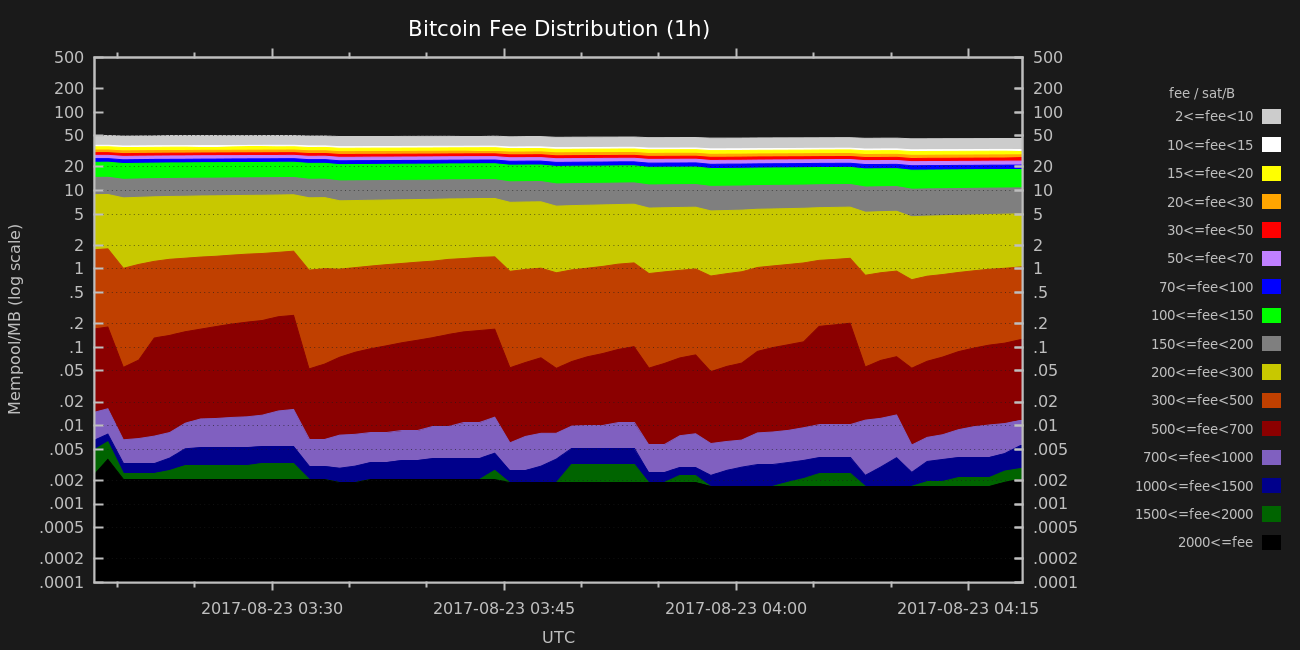 Bitcoin Fee Distribution (1h)
500
200
100
50
20
10
5
2
1
.5
.2
.1
.05
.02
.01
.005
.002
.001
.0005
.0002
.0001
Mempool/MB (log scale)
500
200
100
50
20
10
5
2
1
.5
.2
.1
.05
.02
.01
.005
.002
.001
.0005
.0002
.0001
fee / sat/B
2<=fee<10
10<=fee<15
15<=fee<20
20<=fee<30
30<=fee<50
50<=fee<70
70<=fee<100
100<=fee<150
150<=fee<200
200<=fee<300
300<=fee<500
500<=fee<700
700<=fee<1000
1000<=fee<1500
1500<=fee<2000
2000<=fee
2017-08-23 03:30
2017-08-23 03:45
2017-08-23 04:00
2017-08-23 04:15
UTC